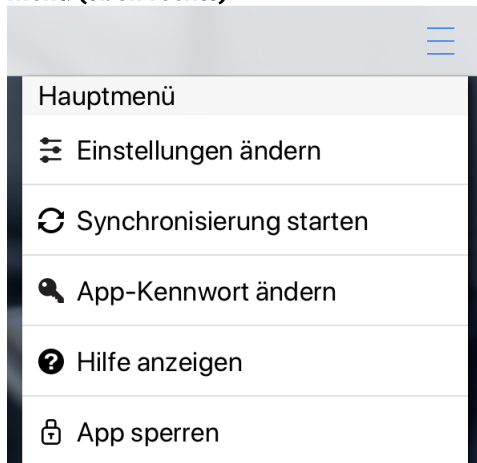 Hauptmenü
Einstellungen ändern
Synchronisierung starten
App-Kennwort ändern
Hilfe anzeigen
App sperren